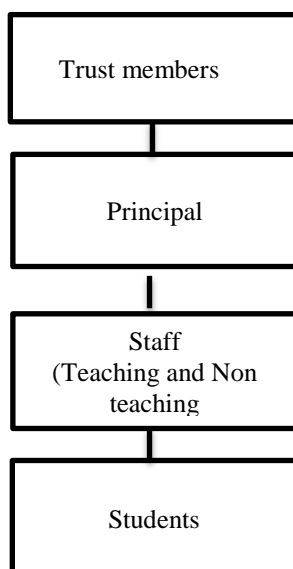 Trust members
Principal
Staff
(Teaching and Non
teaching
Students